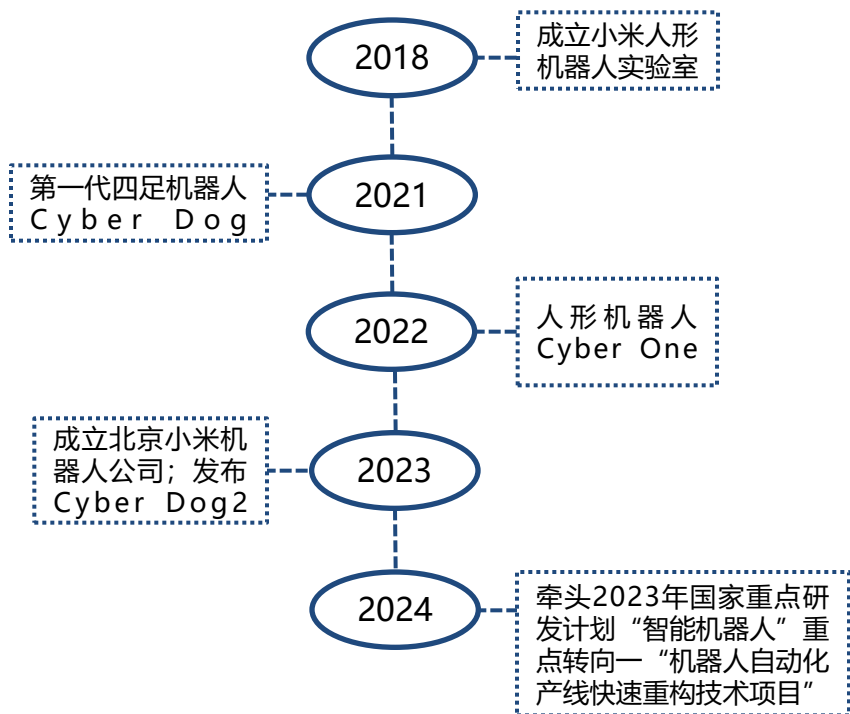 2018
成立小米人形
机器人实验室
第一代四足机器人
Cyber Dog
2021
2022
人形机器人
Cyber One
成立北京小米机
器人公司；发布
Cyber Dog2
2023
2024
牵头2023年国家重点研
发计划“智能机器人”重
点转向一“机器人自动化
产线快速重构技术项目”